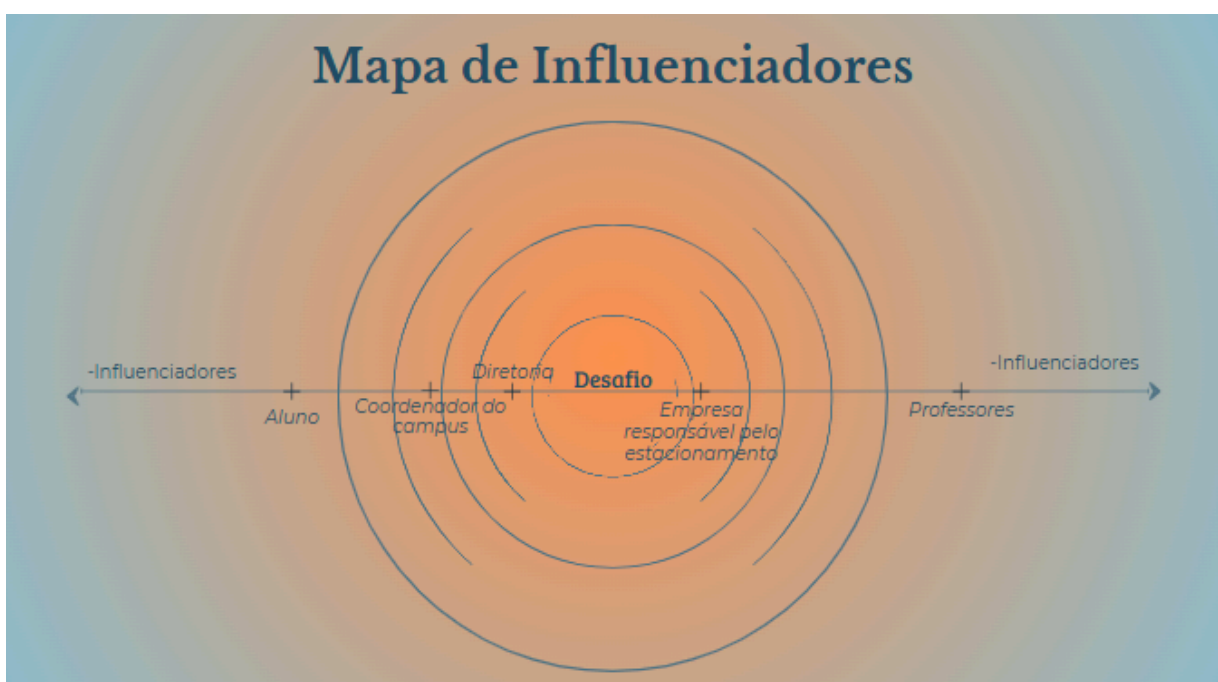 Mapa de Influenciadores
-Influenciadores
-Influenciadores
Diretoria
Desafio
Aluno
Coordenador do
campus
Empresa
responsável pelo
estacionamento
Professores